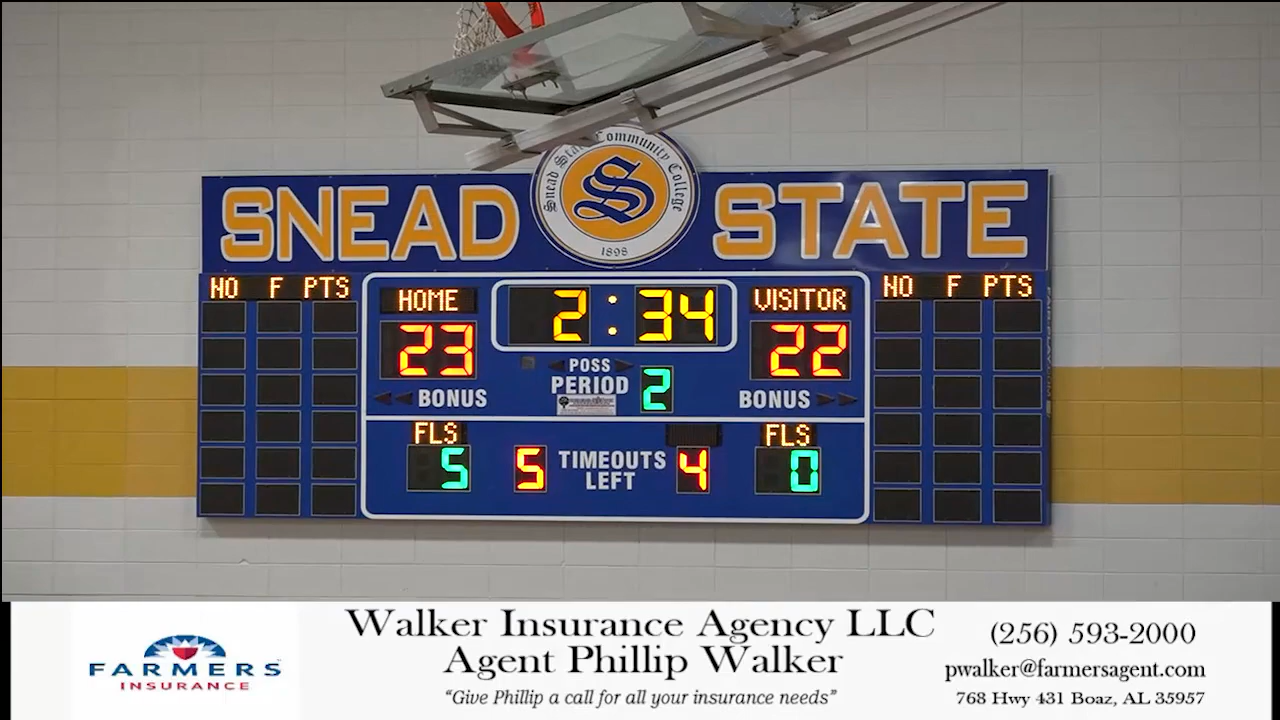 Snead State Community College
S
1898
SNEAD STATE
NO F PTS
HOME
2:34
VISITOR
NO F PTS
23
22
POSS
PERIOD 2
BONUS
BONUS
FLS
FLS
5
5
TIMEOUTS
LEFT
4
0
FARMERS
INSURANCE
Walker Insurance Agency LLC
Agent Phillip Walker
“Give Phillip a call for all your insurance needs”
(256) 593-2000
pwalker@farmersagent.com
768 Hwy 431 Boaz, AL 35957